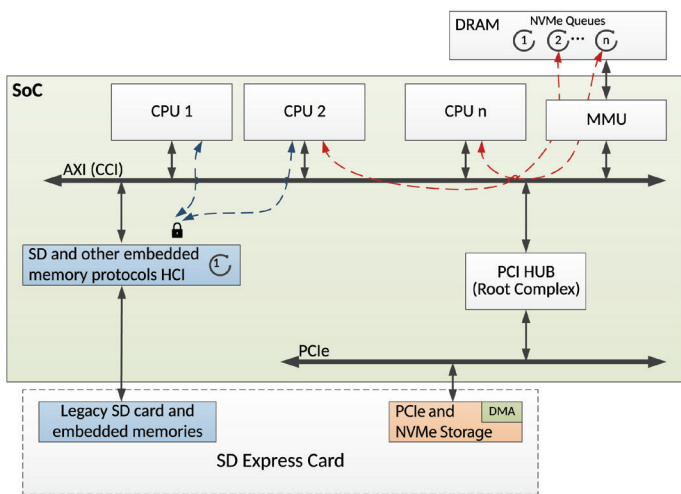 DRAM
NVMe Queues
1
2
...
n
SoC
CPU 1
CPU 2
CPU n
MMU
AXI (CCI)
SD and other embedded
memory protocols HCI
1
PCI HUB
(Root Complex)
PCIe
Legacy SD card and
embedded memories
PCIe and
NVMe Storage
DMA
SD Express Card